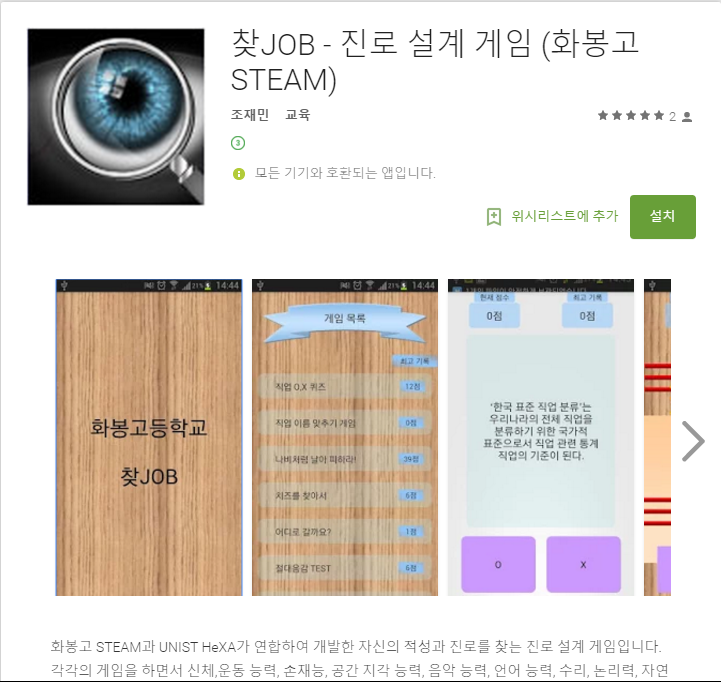 찾JOB - 진로 설계 게임 (화봉고
STEAM)
조재민 교육
2
3
모든 기기와 호환되는 앱입니다.
위시리스트에 추가
설치
21% 14:44
화봉고등학교
찾JOB
21% 14:44
게임 목록
최고 기록
직업 O,X 퀴즈 12점
직업 이름 맞추기 게임 0점
나비처럼 날아 피하라! 39점
치즈를 찾아서 6점
어디로 갈까요? 1점
절대음감 TEST 6점
현재 점수 최고 기록
0점 0점
'한국 표준 직업 분류'는
우리나라의 전체 직업을
분류하기 위한 국가적
표준으로서 직업 관련 통계
직업의 기준이 된다.
O X
화봉고 STEAM과 UNIST HeXA가 연합하여 개발한 자신의 적성과 진로를 찾는 진로 설계 게임입니다.
각각의 게임을 하면서 신체,운동 능력, 손재능, 공간 지각 능력, 음악 능력, 언어 능력, 수리, 논리력, 자연